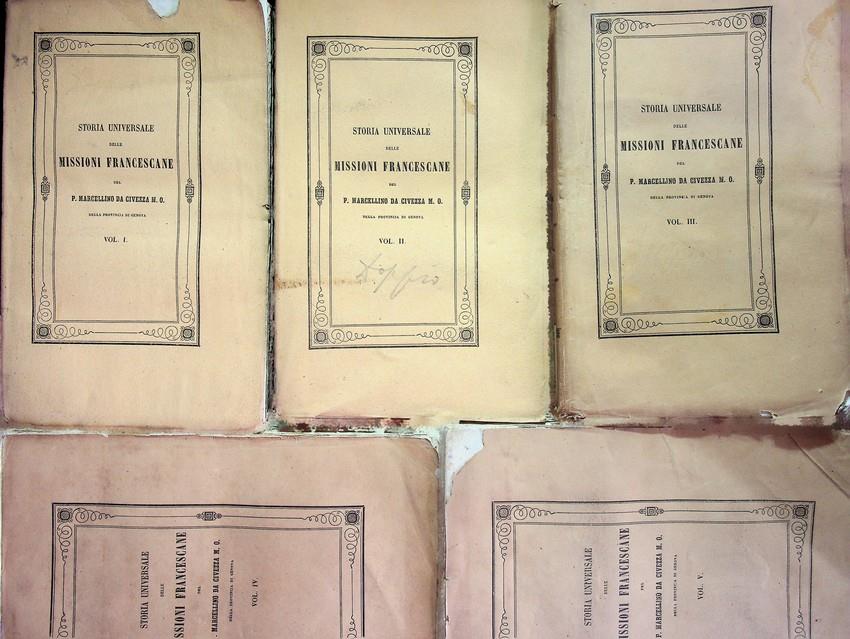 STORIA UNIVERSALE
DELLE
MISSIONI FRANCESCANE
DEL
P. MARCELLINO DA CIVEZZA M. O.
DELLA PROVINCIA DI GENOVA
VOL. I.
STORIA UNIVERSALE
DELLE
MISSIONI FRANCESCANE
DEL
P. MARCELLINO DA CIVEZZA M. O.
DELLA PROVINCIA DI GENOVA
VOL. II.
Doppio
STORIA UNIVERSALE
DELLE
MISSIONI FRANCESCANE
DEL
P. MARCELLINO DA CIVEZZA M. O.
DELLA PROVINCIA DI GENOVA
VOL. III.
STORIA UNIVERSALE
DELLE
SSIONI FRANCESCANE
DEL
MARCELLINO DA CIVEZZA M. O.
DELLA PROVINCIA DI GENOVA
VOL. IV.
STORIA UNIVERSALE
DELLE
SSIONI FRANCESCANE
DEL
P. MARCELLINO DA CIVEZZA M. O.
DELLA PROVINCIA DI GENOVA
VOL. V.